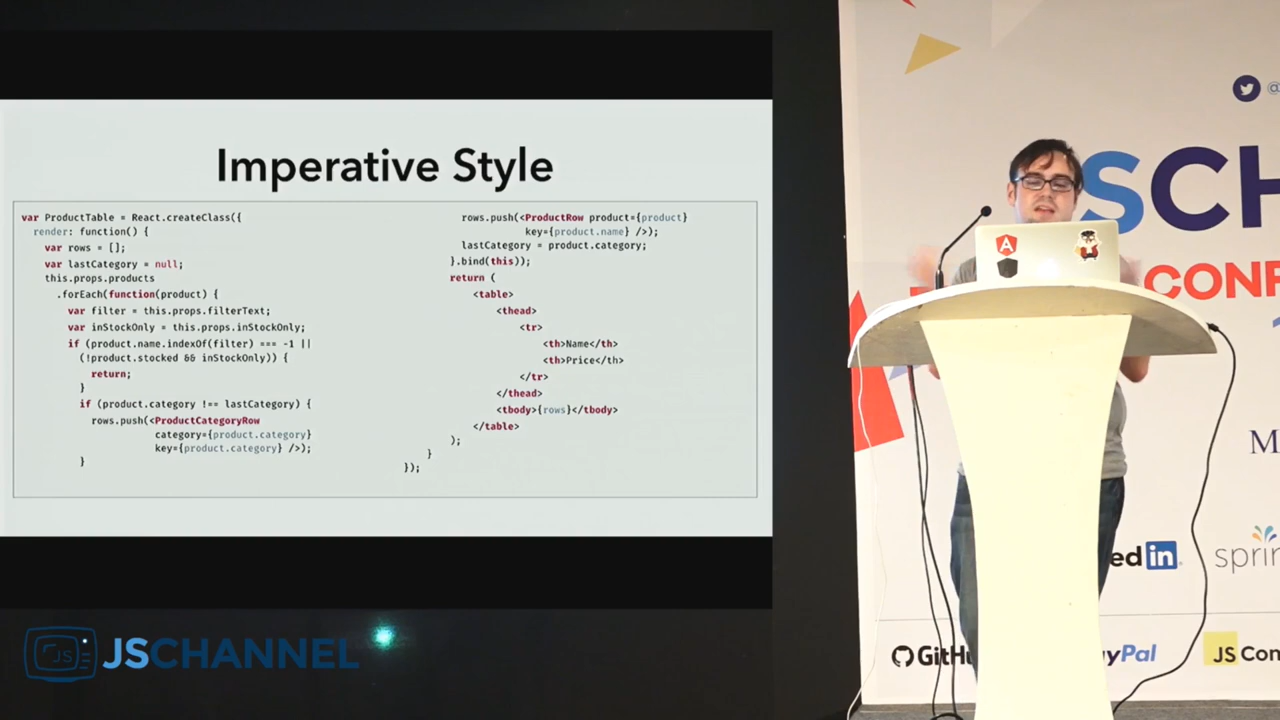 Imperative Style
var ProductTable = React.createClass({
render: function() {
var rows = [];
var lastCategory = null;
this.props.products
.forEach(function(product) {
var filter = this.props.filterText;
var inStockOnly = this.props.inStockOnly;
if (product.name.indexOf(filter) === -1 ||
(!product.stocked && inStockOnly)) {
return;
}
if (product.category !== lastCategory) {
rows.push(<ProductCategoryRow
category={product.category}
key={product.category} />);
}
rows.push(<ProductRow product={product}
key={product.name} />);
lastCategory = product.category;
}.bind(this));
return (
<table>
<thead>
<tr>
<th>Name</th>
<th>Price</th>
</tr>
</thead>
<tbody>{rows}</tbody>
</table>
);
}
});
JS JSCHANNEL
@
SCH
CONF
M
ed in
sprin
GitHu
yPal
JS Con